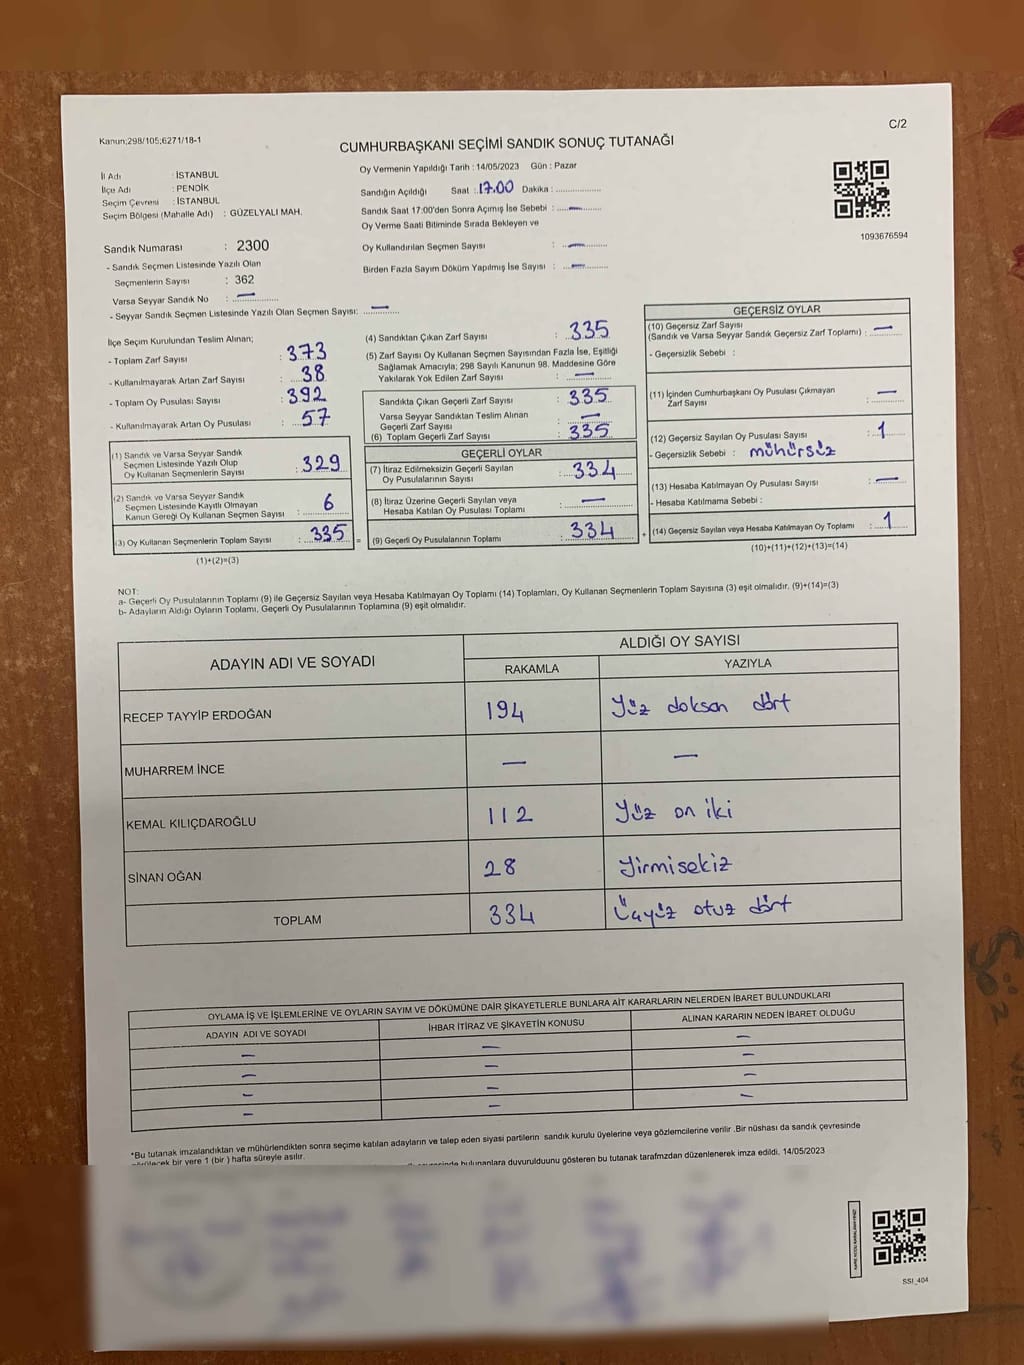 C/2
Kanun;298/105;6271/18-1
CUMHURBAŞKANI SEÇİMİ SANDIK SONUÇ TUTANAĞI
İl Adı : İSTANBUL
İlçe Adı : PENDİK
Seçim Çevresi : İSTANBUL
Seçim Bölgesi (Mahalle Adı) : GÜZELYALI MAH.
Sandık Numarası : 2300
- Sandık Seçmen Listesinde Yazılı Olan
Seçmenlerin Sayısı : 362
Varsa Seyyar Sandık No : —
- Seyyar Sandık Seçmen Listesinde Yazılı Olan Seçmen Sayısı: —
Oy Vermenin Yapıldığı Tarih : 14/05/2023 Gün : Pazar
Sandığın Açıldığı Saat : 17.00 Dakika : ..............
Sandık Saat 17:00'den Sonra Açımış İse Sebebi : —
Oy Verme Saati Bitiminde Sırada Bekleyen ve
Oy Kullandırılan Seçmen Sayısı : —
Birden Fazla Sayım Döküm Yapılmış İse Sayısı : —
1093676594
İlçe Seçim Kurulundan Teslim Alınan;
- Toplam Zarf Sayısı : 373
- Kullanılmayarak Artan Zarf Sayısı : 38
- Toplam Oy Pusulası Sayısı : 392
- Kullanılmayarak Artan Oy Pusulası : 57
(1) Sandık ve Varsa Seyyar Sandık
Seçmen Listesinde Yazılı Olup
Oy Kullanan Seçmenlerin Sayısı : 329
(2) Sandık ve Varsa Seyyar Sandık
Seçmen Listesinde Kayıtlı Olmayan
Kanun Gereği Oy Kullanan Seçmen Sayısı : 6
(3) Oy Kullanan Seçmenlerin Toplam Sayısı : 335 =
(1)+(2)=(3)
(4) Sandıktan Çıkan Zarf Sayısı : 335
(5) Zarf Sayısı Oy Kullanan Seçmen Sayısından Fazla İse, Eşitliği
Sağlamak Amacıyla; 298 Sayılı Kanunun 98. Maddesine Göre
Yakılarak Yok Edilen Zarf Sayısı : —
Sandıkta Çıkan Geçerli Zarf Sayısı : 335
Varsa Seyyar Sandıktan Teslim Alınan
Geçerli Zarf Sayısı : —
(6) Toplam Geçerli Zarf Sayısı : 335
GEÇERLİ OYLAR
(7) İtiraz Edilmeksizin Geçerli Sayılan
Oy Pusulalarının Sayısı : 334
(8) İtiraz Üzerine Geçerli Sayılan veya
Hesaba Katılan Oy Pusulası Toplamı : —
(9) Geçerli Oy Pusulalarının Toplamı : 334 +
GEÇERSİZ OYLAR
(10) Geçersiz Zarf Sayısı
(Sandık ve Varsa Seyyar Sandık Geçersiz Zarf Toplamı) : —
- Geçersizlik Sebebi :
(11) İçinden Cumhurbaşkanı Oy Pusulası Çıkmayan
Zarf Sayısı : —
(12) Geçersiz Sayılan Oy Pusulası Sayısı : 1
- Geçersizlik Sebebi : mühürsüz
(13) Hesaba Katılmayan Oy Pusulası Sayısı : —
- Hesaba Katılmama Sebebi :
(14) Geçersiz Sayılan veya Hesaba Katılmayan Oy Toplamı : 1
(10)+(11)+(12)+(13)=(14)
NOT:
a- Geçerli Oy Pusulalarının Toplamı (9) ile Geçersiz Sayılan veya Hesaba Katılmayan Oy Toplamı (14) Toplamları, Oy Kullanan Seçmenlerin Toplam Sayısına (3) eşit olmalıdır. (9)+(14)=(3)
b- Adayların Aldığı Oyların Toplamı, Geçerli Oy Pusulalarının Toplamına (9) eşit olmalıdır.
ADAYIN ADI VE SOYADI ALDIĞI OY SAYISI
RAKAMLA YAZIYLA
RECEP TAYYİP ERDOĞAN 194 Yüz doksan dört
MUHARREM İNCE — —
KEMAL KILIÇDAROĞLU 112 Yüz on iki
SİNAN OĞAN 28 Yirmisekiz
TOPLAM 334 Üçyüz otuz dört
OYLAMA İŞ VE İŞLEMLERİNE VE OYLARIN SAYIM VE DÖKÜMÜNE DAİR ŞİKAYETLERLE BUNLARA AİT KARARLARIN NELERDEN İBARET BULUNDUKLARI
ADAYIN ADI VE SOYADI İHBAR İTİRAZ VE ŞİKAYETİN KONUSU ALINAN KARARIN NEDEN İBARET OLDUĞU
— — —
— — —
— — —
— — —
*Bu tutanak imzalandıktan ve mühürlendikten sonra seçime katılan adayların ve talep eden siyasi partilerin sandık kurulu üyelerine veya gözlemcilerine verilir .Bir nüshası da sandık çevresinde
bir yere 1 (bir ) hafta süreyle asılır.
bulunanlara duyurulduunu gösteren bu tutanak tarafmzdan düzenlenerek imza edildi. 14/05/2023
SSI_404